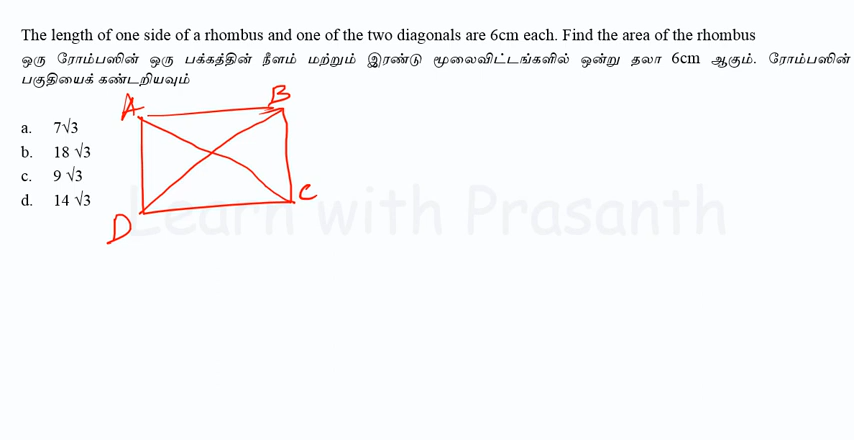 The length of one side of a rhombus and one of the two diagonals are 6cm each. Find the area of the rhombus
ஒரு ரோம்பஸின் ஒரு பக்கத்தின் நீளம் மற்றும் இரண்டு மூலைவிட்டங்களில் ஒன்று தலா 6cm ஆகும். ரோம்பஸின்
பகுதியைக் கண்டறியவும்
A B
a. 7√3
b. 18 √3
c. 9 √3
d. 14 √3
C
D
Learn with Prasanth